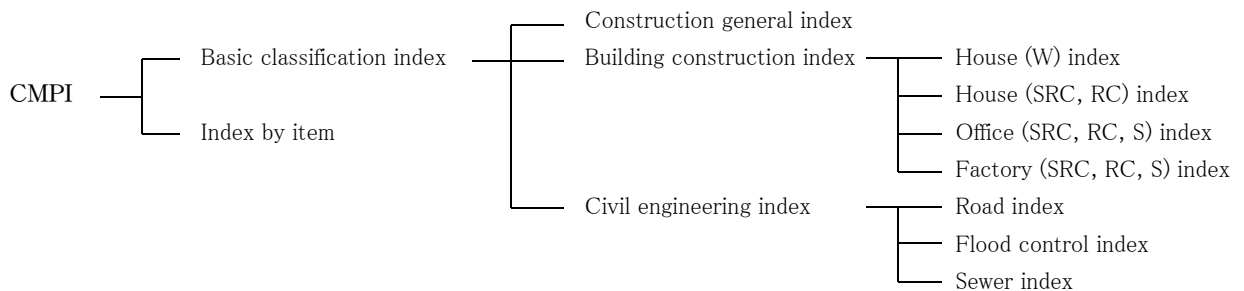 Construction general index
Basic classification index
Building construction index
House (W) index
CMPI
House (SRC, RC) index
Index by item
Office (SRC, RC, S) index
Factory (SRC, RC, S) index
Civil engineering index
Road index
Flood control index
Sewer index